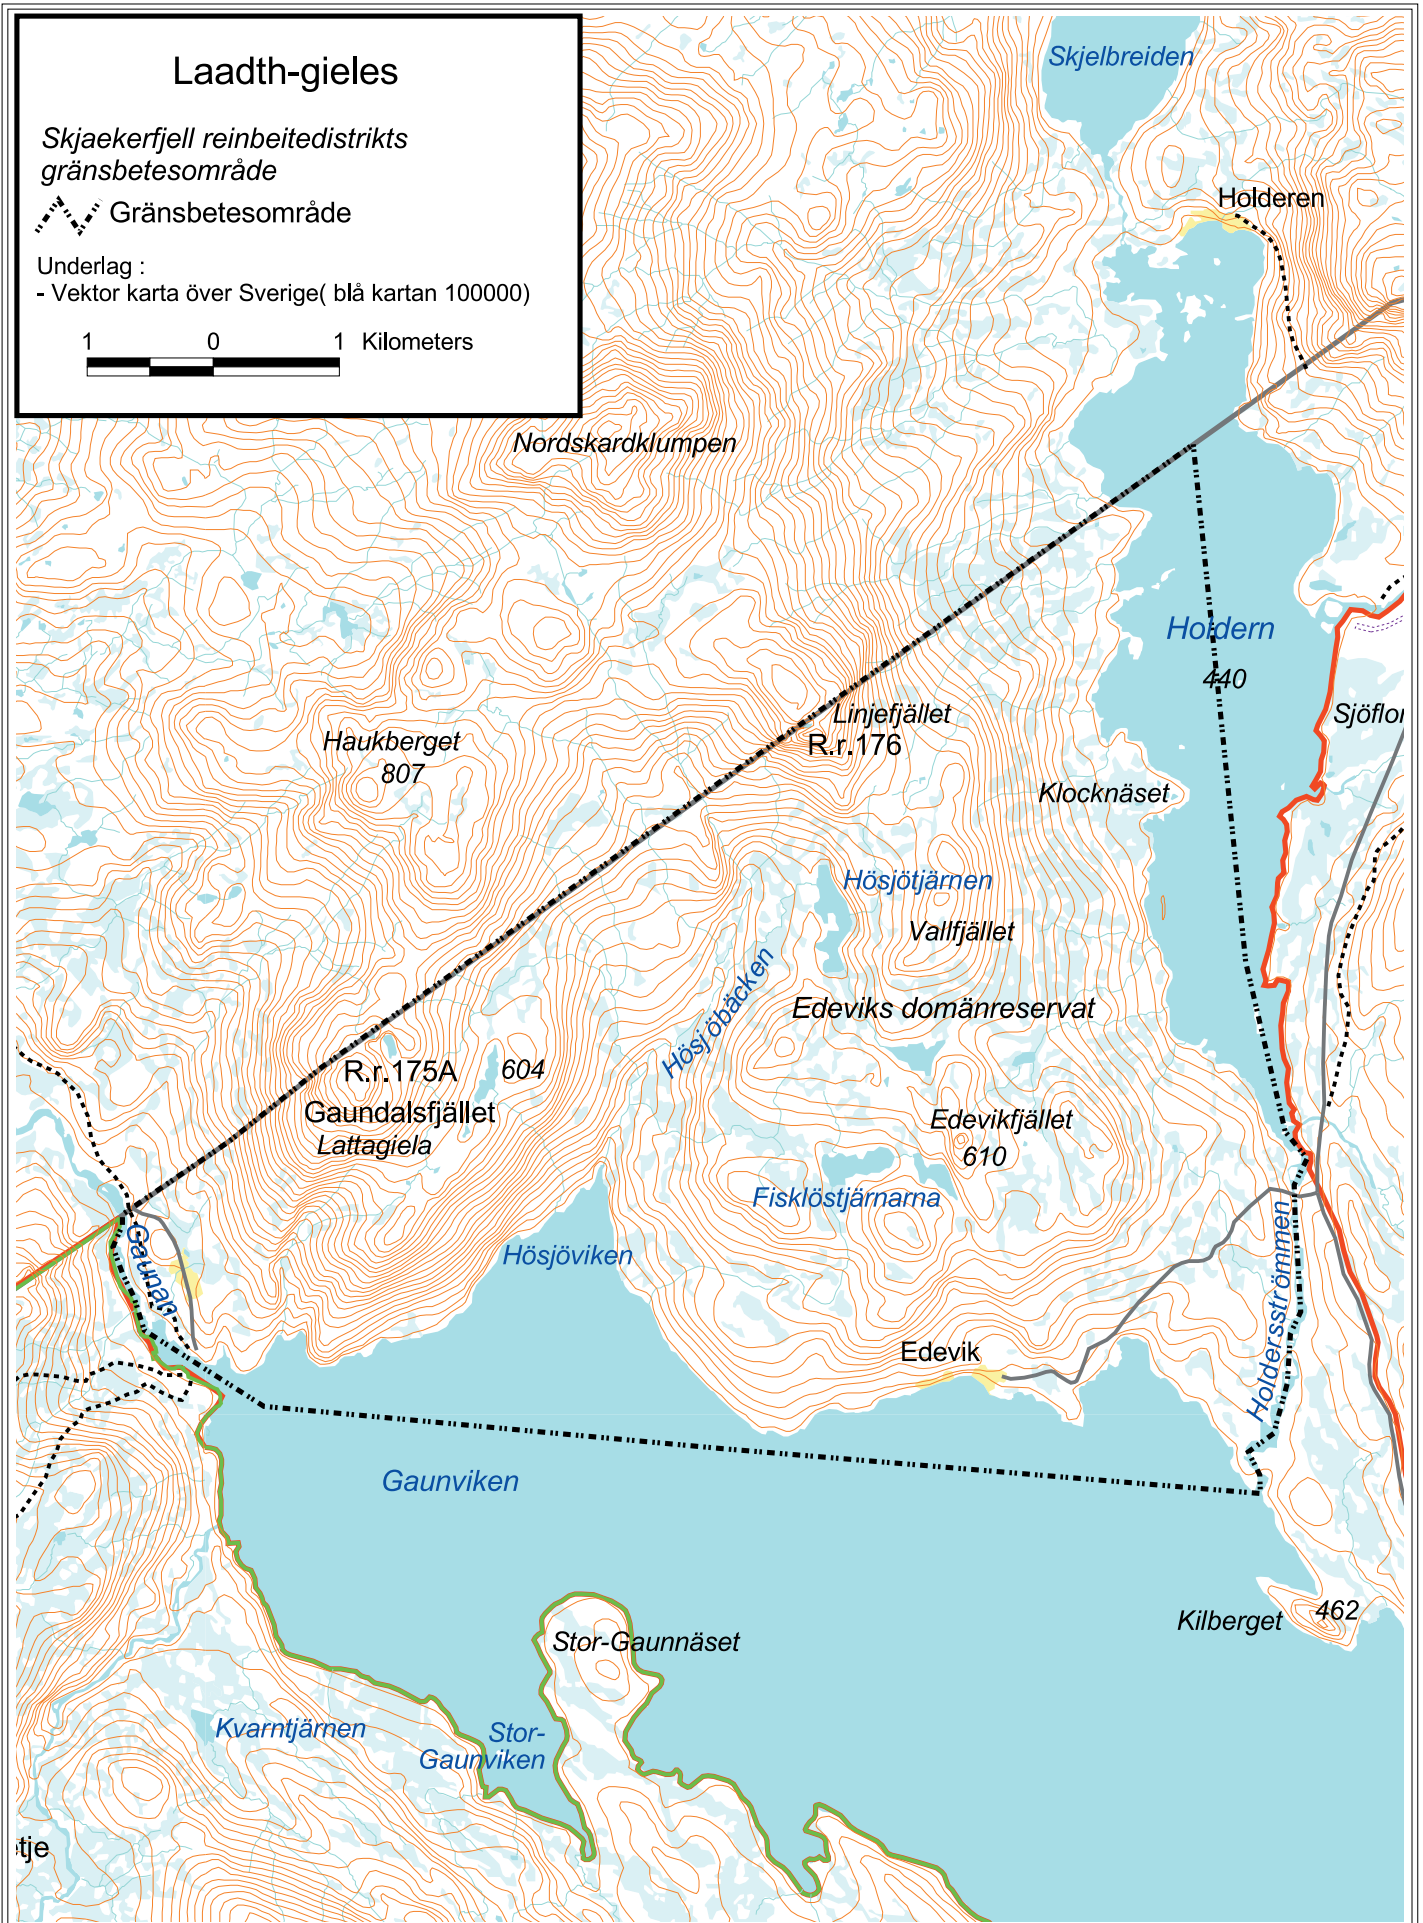 Laadth-gieles
Skjaekerfjell reinbeitedistrikts
gränsbetesområde
Gränsbetesområde
Underlag :
- Vektor karta över Sverige( blå kartan 100000)
1 0 1 Kilometers
Skjelbreiden
Holderen
Nordskardklumpen
Holdern
440
Linjefjället
R.r.176
Sjöflor
Haukberget
807
Klocknäset
Hösjötjärnen
Vallfjället
Hösjöbäcken
Edeviks domänreservat
R.r.175A
604
Gaundalsfjället
Lattagiela
Edevikfjället
610
Fisklöstjärnarna
Gaunan
Hösjöviken
Holdersströmmen
Edevik
Gaunviken
Kilberget
462
Stor-Gaunnäset
Kvarntjärnen
Stor-
Gaunviken
tje